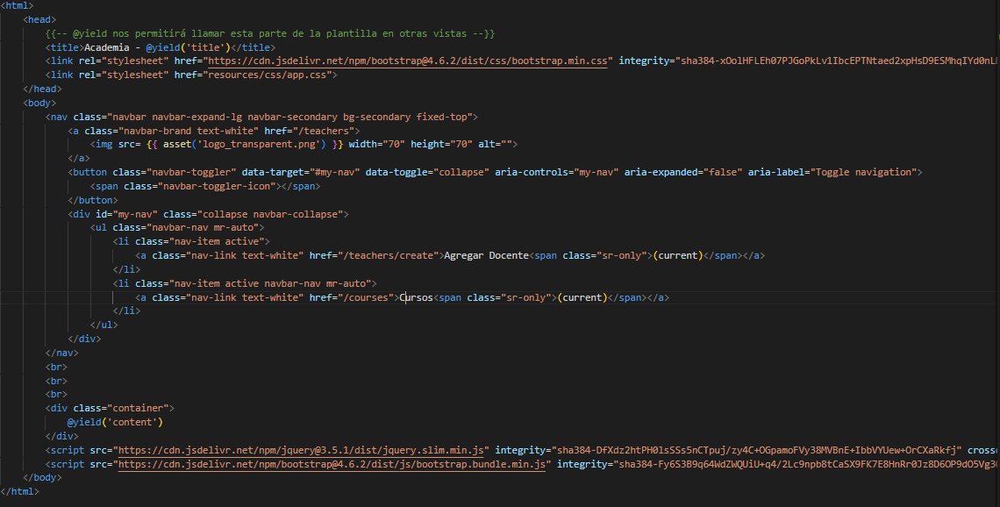 <html>
<head>
{{-- @yield nos permitirá llamar esta parte de la plantilla en otras vistas --}}
<title>Academia - @yield('title')</title>
<link rel="stylesheet" href="https://cdn.jsdelivr.net/npm/bootstrap@4.6.2/dist/css/bootstrap.min.css" integrity="sha384-xOolHFLEh07PJGoPkLv1IbcEPTNtaed2xpHsD9ESMhqIYd0nL
<link rel="stylesheet" href="resources/css/app.css">
</head>
<body>
<nav class="navbar navbar-expand-lg navbar-secondary bg-secondary fixed-top">
<a class="navbar-brand text-white" href="/teachers">
<img src= {{ asset('logo_transparent.png') }} width="70" height="70" alt="">
</a>
<button class="navbar-toggler" data-target="#my-nav" data-toggle="collapse" aria-controls="my-nav" aria-expanded="false" aria-label="Toggle navigation">
<span class="navbar-toggler-icon"></span>
</button>
<div id="my-nav" class="collapse navbar-collapse">
<ul class="navbar-nav mr-auto">
<li class="nav-item active">
<a class="nav-link text-white" href="/teachers/create">Agregar Docente<span class="sr-only">(current)</span></a>
</li>
<li class="nav-item active navbar-nav mr-auto">
<a class="nav-link text-white" href="/courses">Cursos<span class="sr-only">(current)</span></a>
</li>
</ul>
</div>
</nav>
<br>
<br>
<br>
<div class="container">
@yield('content')
</div>
<script src="https://cdn.jsdelivr.net/npm/jquery@3.5.1/dist/jquery.slim.min.js" integrity="sha384-DfXdz2htPH0lsSSs5nCTpuj/zy4C+OGpamoFVy38MVBnE+IbbVYUew+OrCXaRkfj" cross
<script src="https://cdn.jsdelivr.net/npm/bootstrap@4.6.2/dist/js/bootstrap.bundle.min.js" integrity="sha384-Fy6S3B9q64WdZWQUiU+q4/2Lc9npb8tCaSX9FK7E8HnRr0Jz8D6OP9dO5Vg3
</body>
</html>